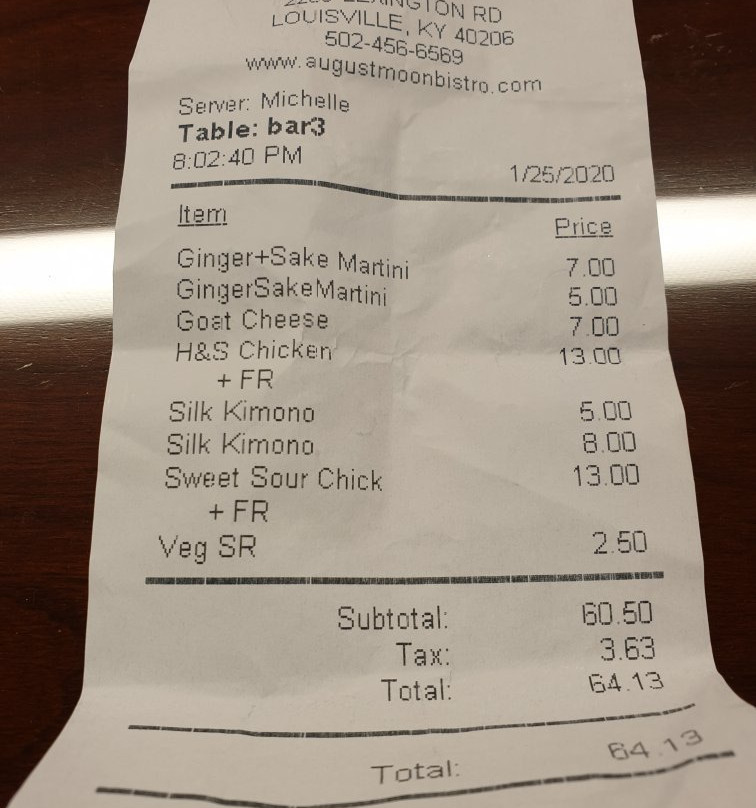 LEXINGTON RD
LOUISVILLE, KY 40206
502-456-6569
www.augustmoonbistro.com
Server: Michelle
Table: bar3
8:02:40 PM 1/25/2020
Item Price
Ginger+Sake Martini 7.00
GingerSakeMartini 5.00
Goat Cheese 7.00
H&S Chicken 13.00
+ FR
Silk Kimono 5.00
Silk Kimono 8.00
Sweet Sour Chick 13.00
+ FR
Veg SR 2.50
Subtotal: 60.50
Tax: 3.63
Total: 64.13
Total: 64.13